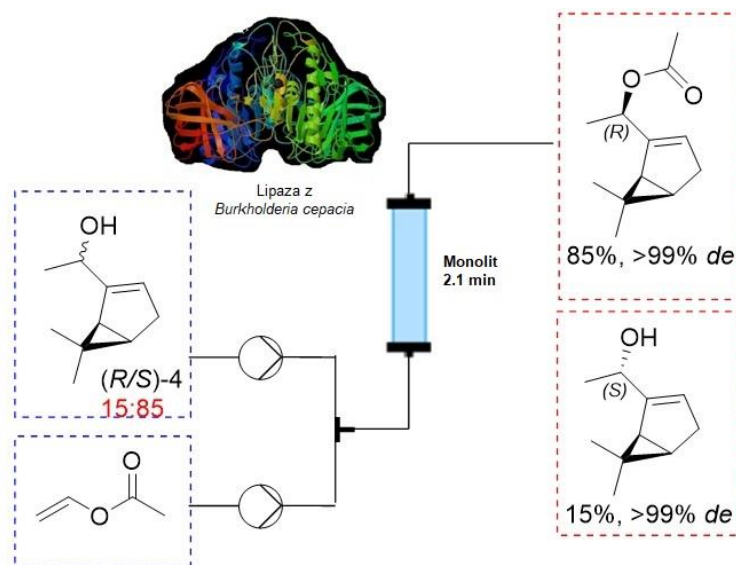 Lipaza z
Burkholderia cepacia
OH
(R/S)-4
15:85
O
O
Monolit
2.1 min
O
O
(R)
85%, >99% de
OH
(S)
15%, >99% de